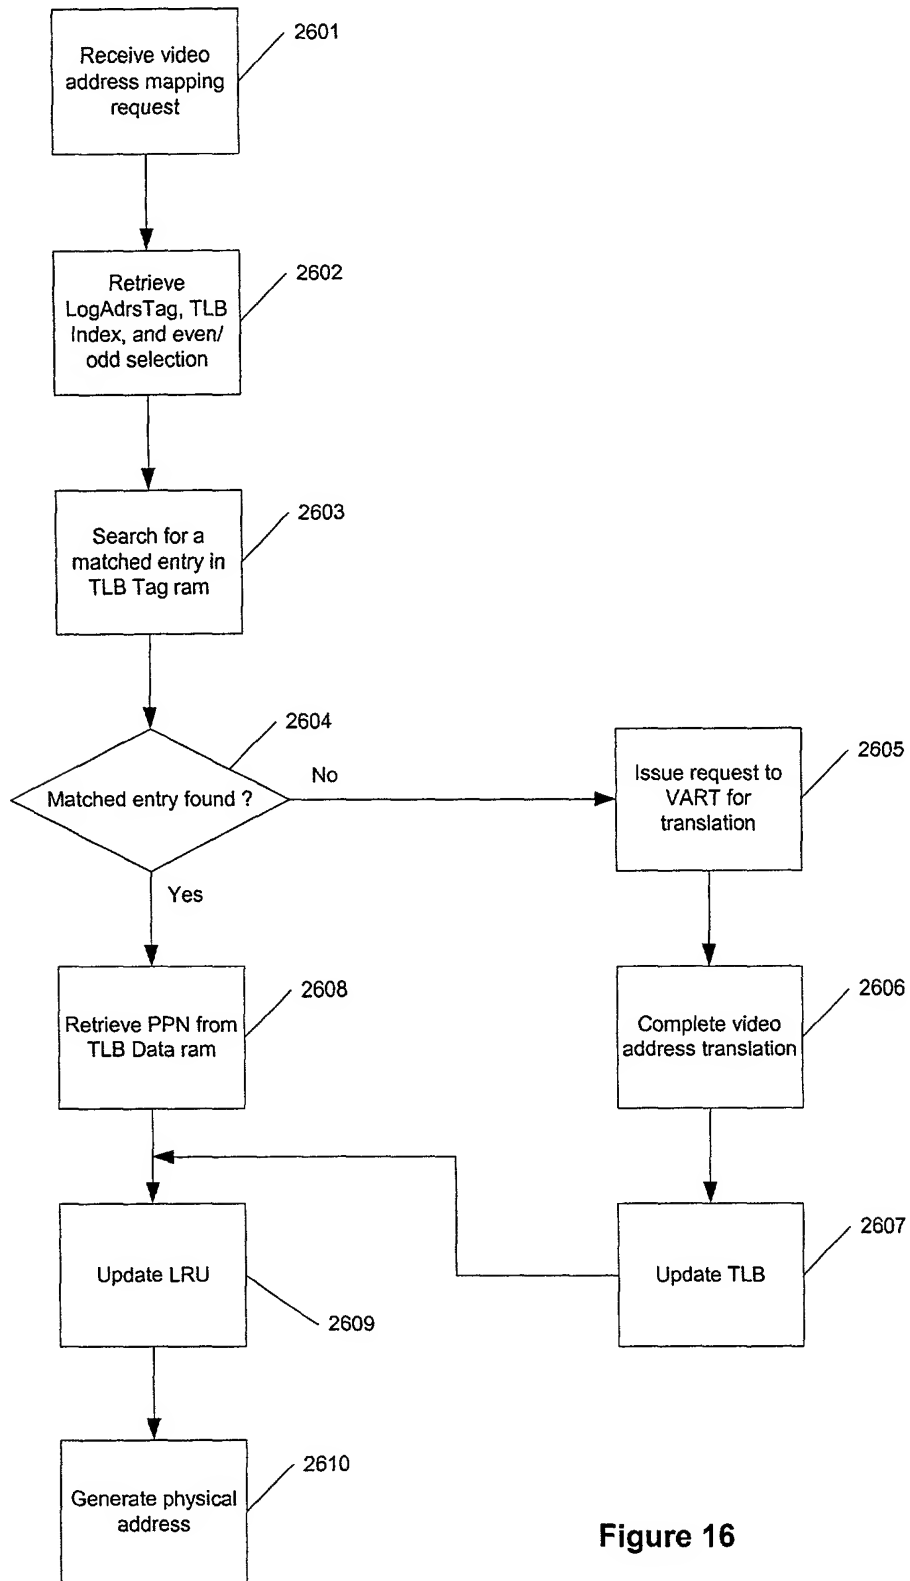 2601
Receive video
address mapping
request
2602
Retrieve
LogAdrsTag, TLB
Index, and even/
odd selection
2603
Search for a
matched entry in
TLB Tag ram
2604
Matched entry found ?
No
Yes
2605
Issue request to
VART for
translation
2606
Complete video
address translation
2607
Update TLB
2608
Retrieve PPN from
TLB Data ram
Update LRU
2609
2610
Generate physical
address
Figure 16